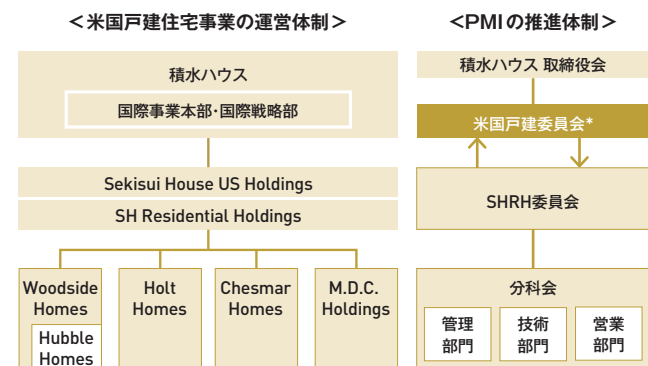 ＜米国戸建住宅事業の運営体制＞
積水ハウス
国際事業本部・国際戦略部
Sekisui House US Holdings
SH Residential Holdings
Woodside
Homes
Hubble
Homes
Holt
Homes
Chesmar
Homes
M.D.C.
Holdings
＜PMIの推進体制＞
積水ハウス 取締役会
米国戸建委員会*
SHRH委員会
分科会
管理
部門
技術
部門
営業
部門